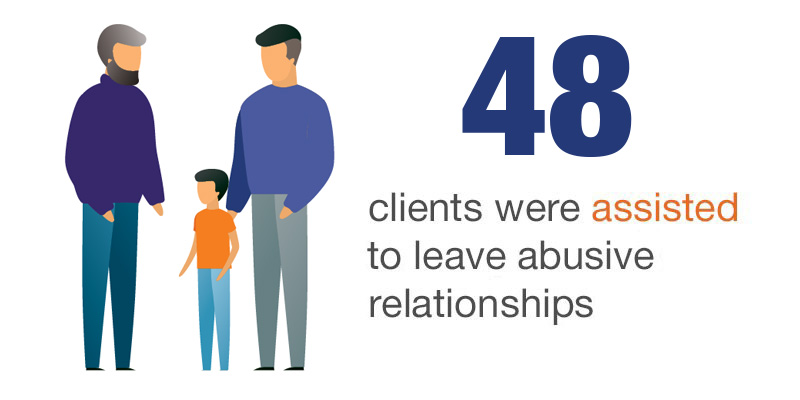 48
clients were assisted
to leave abusive
relationships